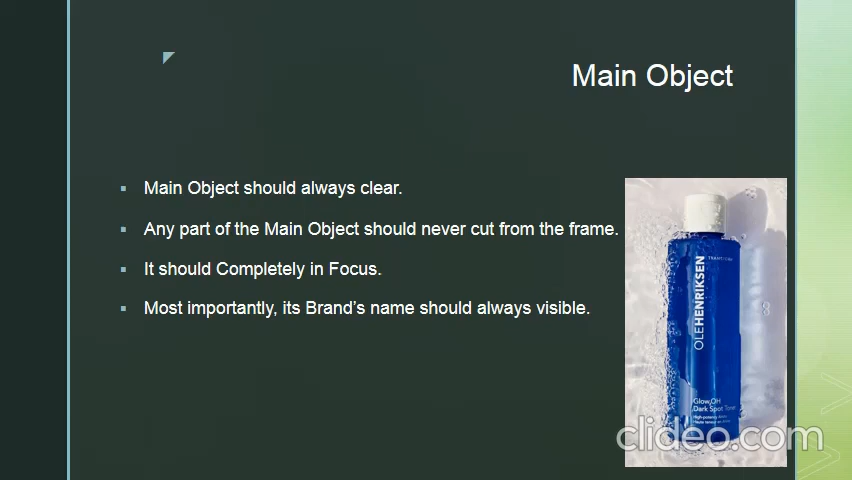 Main Object
▪ Main Object should always clear.
▪ Any part of the Main Object should never cut from the frame.
▪ It should Completely in Focus.
▪ Most importantly, its Brand's name should always visible.
OLEHENRIKSEN
Glow OH
Dark Spot Toner
clideo.com